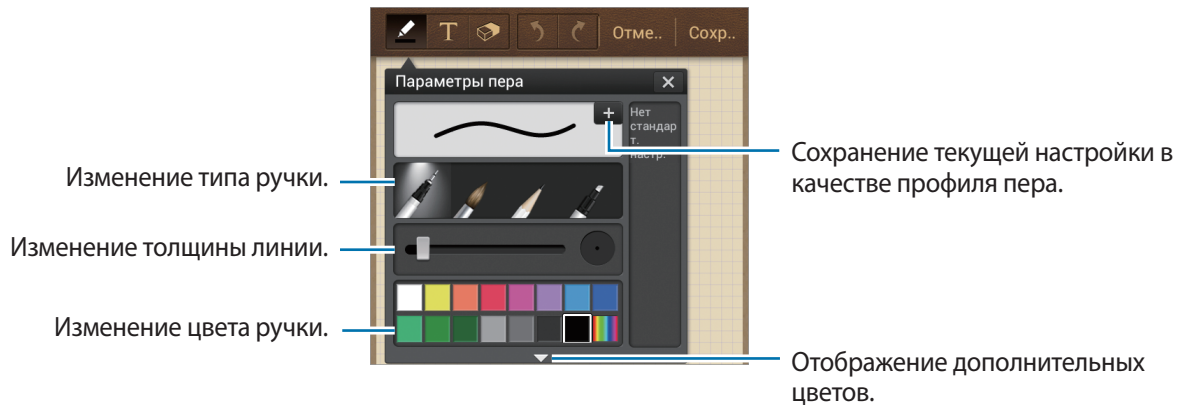 T
Отме..
Сохр..
Параметры пера
Нет
стандар
т.
настр.
Изменение типа ручки.
Изменение толщины линии.
Изменение цвета ручки.
Сохранение текущей настройки в
качестве профиля пера.
Отображение дополнительных
цветов.